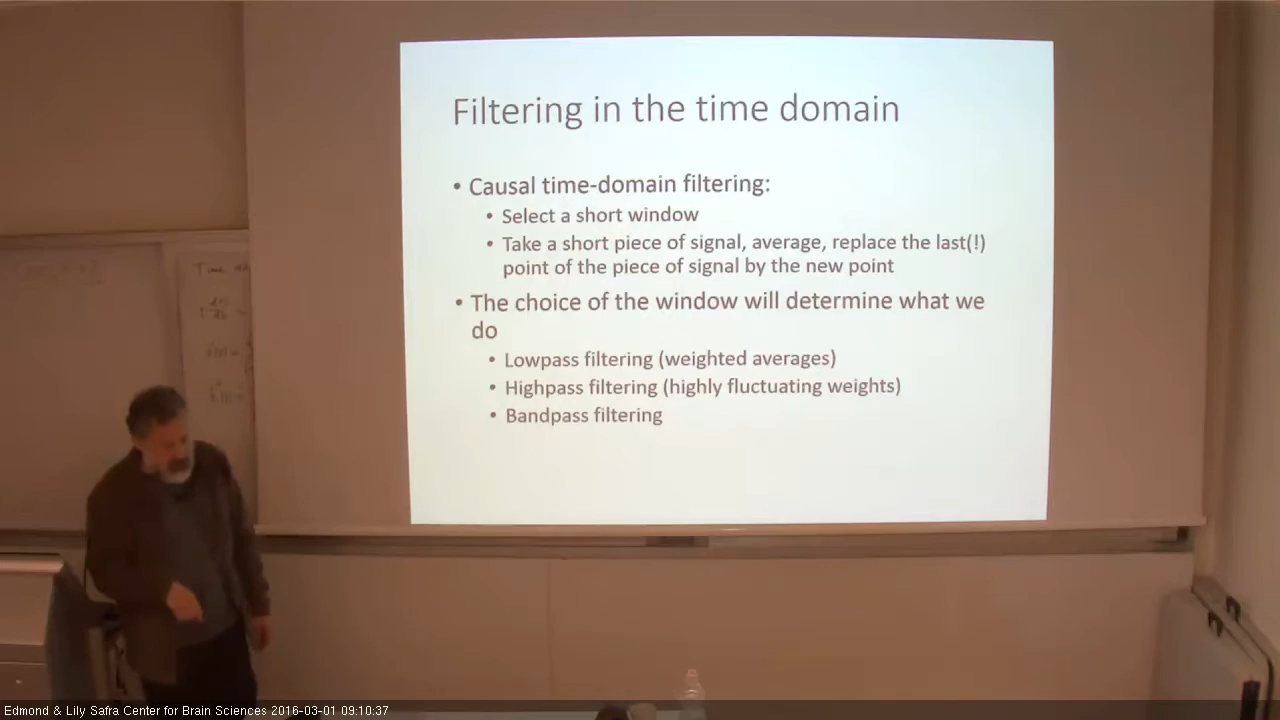 Filtering in the time domain
• Causal time-domain filtering:
• Select a short window
• Take a short piece of signal, average, replace the last(!)
point of the piece of signal by the new point
• The choice of the window will determine what we
do
• Lowpass filtering (weighted averages)
• Highpass filtering (highly fluctuating weights)
• Bandpass filtering
Time
Edmond & Lily Safra Center for Brain Sciences 2016-03-01 09:10:37